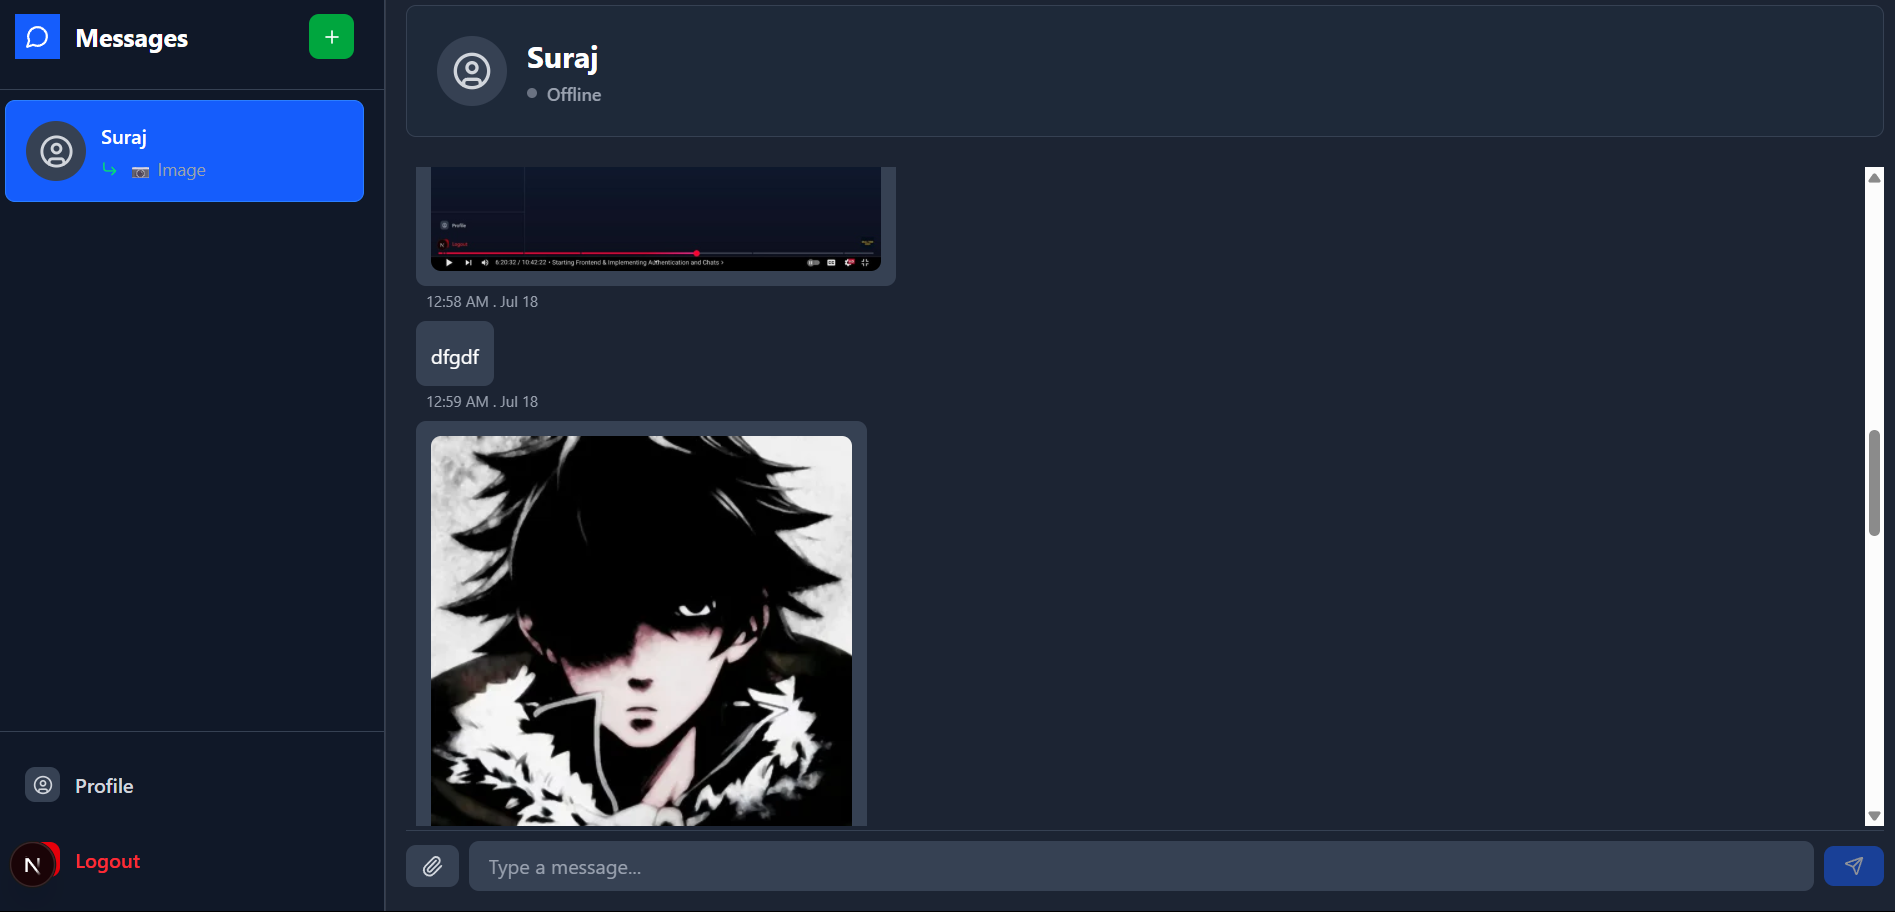 Messages
+
Suraj
Image
Profile
N
Logout
Suraj
Offline
Profile
N
Logout
6:20:32 / 10:42:22 • Starting Frontend & Implementing Authentication and Chats ›
12:58 AM . Jul 18
dfgdf
12:59 AM . Jul 18
Type a message...